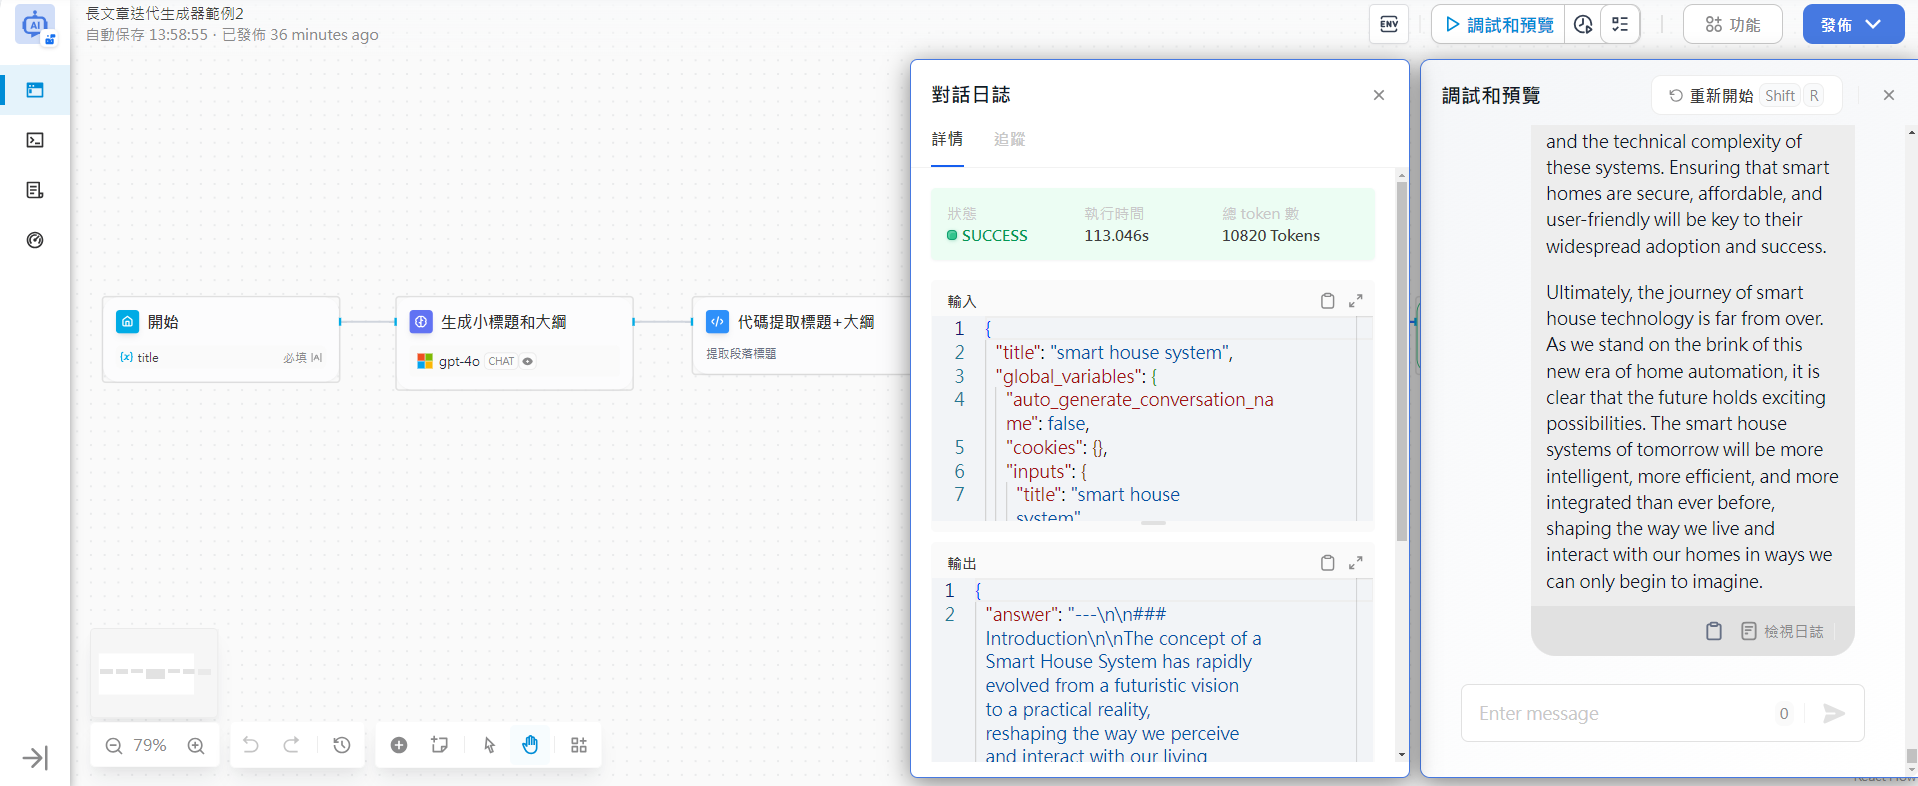 AI
長文章迭代生成器範例2
自動保存 13:58:55 · 已發佈 36 minutes ago
ENV
調試和預覽
功能
發佈
開始
{x} title
必填
生成小標題和大綱
gpt-4o CHAT
代碼提取標題+大綱
提取段落標題
79%
對話日誌
詳情
追蹤
狀態
執行時間
總 token 數
SUCCESS
113.046s
10820 Tokens
輸入
1 {
2 "title": "smart house system",
3 "global_variables": {
4 "auto_generate_conversation_na
me": false,
5 "cookies": {},
6 "inputs": {
7 "title": "smart house
system"
輸出
1 {
2 "answer": "---\n\n###
Introduction\n\nThe concept of a
Smart House System has rapidly
evolved from a futuristic vision
to a practical reality,
reshaping the way we perceive
and interact with our living
調試和預覽
重新開始 Shift R
and the technical complexity of
these systems. Ensuring that smart
homes are secure, affordable, and
user-friendly will be key to their
widespread adoption and success.
Ultimately, the journey of smart
house technology is far from over.
As we stand on the brink of this
new era of home automation, it is
clear that the future holds exciting
possibilities. The smart house
systems of tomorrow will be more
intelligent, more efficient, and more
integrated than ever before,
shaping the way we live and
interact with our homes in ways we
can only begin to imagine.
檢視日誌
Enter message
0
React Flow